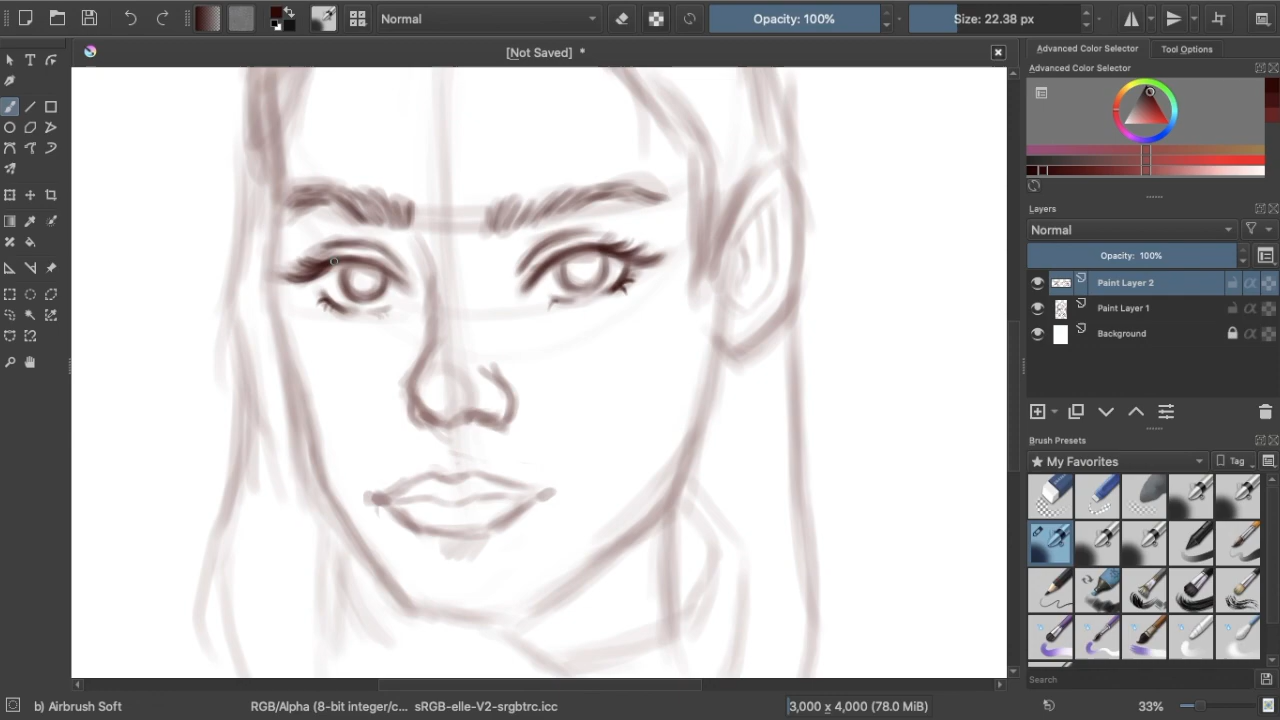 Normal
Opacity: 100%
Size: 22.38 px
[Not Saved] *
Advanced Color Selector
Tool Options
Advanced Color Selector
Layers
Normal
Opacity: 100%
Paint Layer 2
Paint Layer 1
Background
Brush Presets
★ My Favorites
Tag
Search
b) Airbrush Soft
RGB/Alpha (8-bit integer/c... sRGB-elle-V2-srgbtrc.icc
3,000 x 4,000 (78.0 MiB)
33%